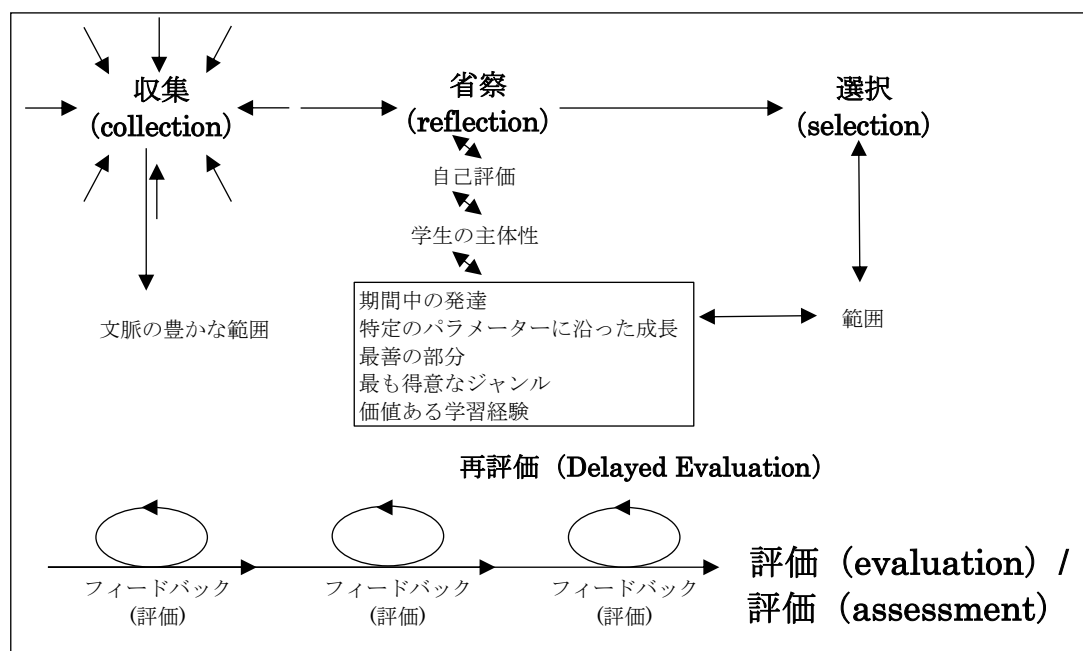 収集
(collection)
省察
(reflection)
選択
(selection)
自己評価
学生の主体性
期間中の発達
特定のパラメーターに沿った成長
最善の部分
最も得意なジャンル
価値ある学習経験
文脈の豊かな範囲
範囲
再評価（Delayed Evaluation）
フィードバック
(評価)
フィードバック
(評価)
フィードバック
(評価)
評価（evaluation）/
評価（assessment）